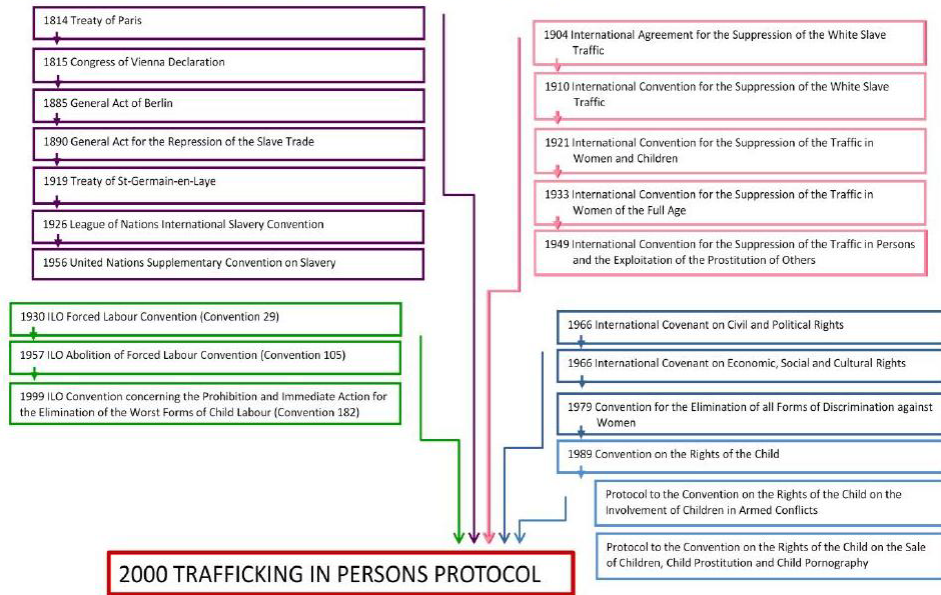 1814 Treaty of Paris
1815 Congress of Vienna Declaration
1885 General Act of Berlin
1890 General Act for the Repression of the Slave Trade
1919 Treaty of St-Germain-en-Laye
1926 League of Nations International Slavery Convention
1956 United Nations Supplementary Convention on Slavery
1904 International Agreement for the Suppression of the White Slave
Traffic
1910 International Convention for the Suppression of the White Slave
Traffic
1921 International Convention for the Suppression of the Traffic in
Women and Children
1933 International Convention for the Suppression of the Traffic in
Women of the Full Age
1949 International Convention for the Suppression of the Traffic in Persons
and the Exploitation of the Prostitution of Others
1930 ILO Forced Labour Convention (Convention 29)
1957 ILO Abolition of Forced Labour Convention (Convention 105)
1999 ILO Convention concerning the Prohibition and Immediate Action for
the Elimination of the Worst Forms of Child Labour (Convention 182)
1966 International Covenant on Civil and Political Rights
1966 International Covenant on Economic, Social and Cultural Rights
1979 Convention for the Elimination of all Forms of Discrimination against
Women
1989 Convention on the Rights of the Child
Protocol to the Convention on the Rights of the Child on the
Involvement of Children in Armed Conflicts
Protocol to the Convention on the Rights of the Child on the Sale
of Children, Child Prostitution and Child Pornography
2000 TRAFFICKING IN PERSONS PROTOCOL